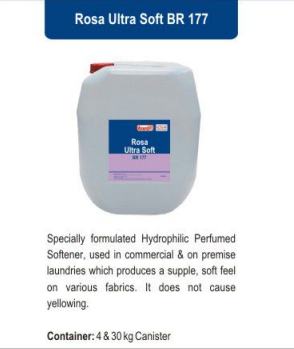 Rosa Ultra Soft BR 177
Rosa
Ultra Soft
BR 177
Specially formulated Hydrophilic Perfumed
Softener, used in commercial & on premise
laundries which produces a supple, soft feel
on various fabrics. It does not cause
yellowing.
Container: 4 & 30 kg Canister